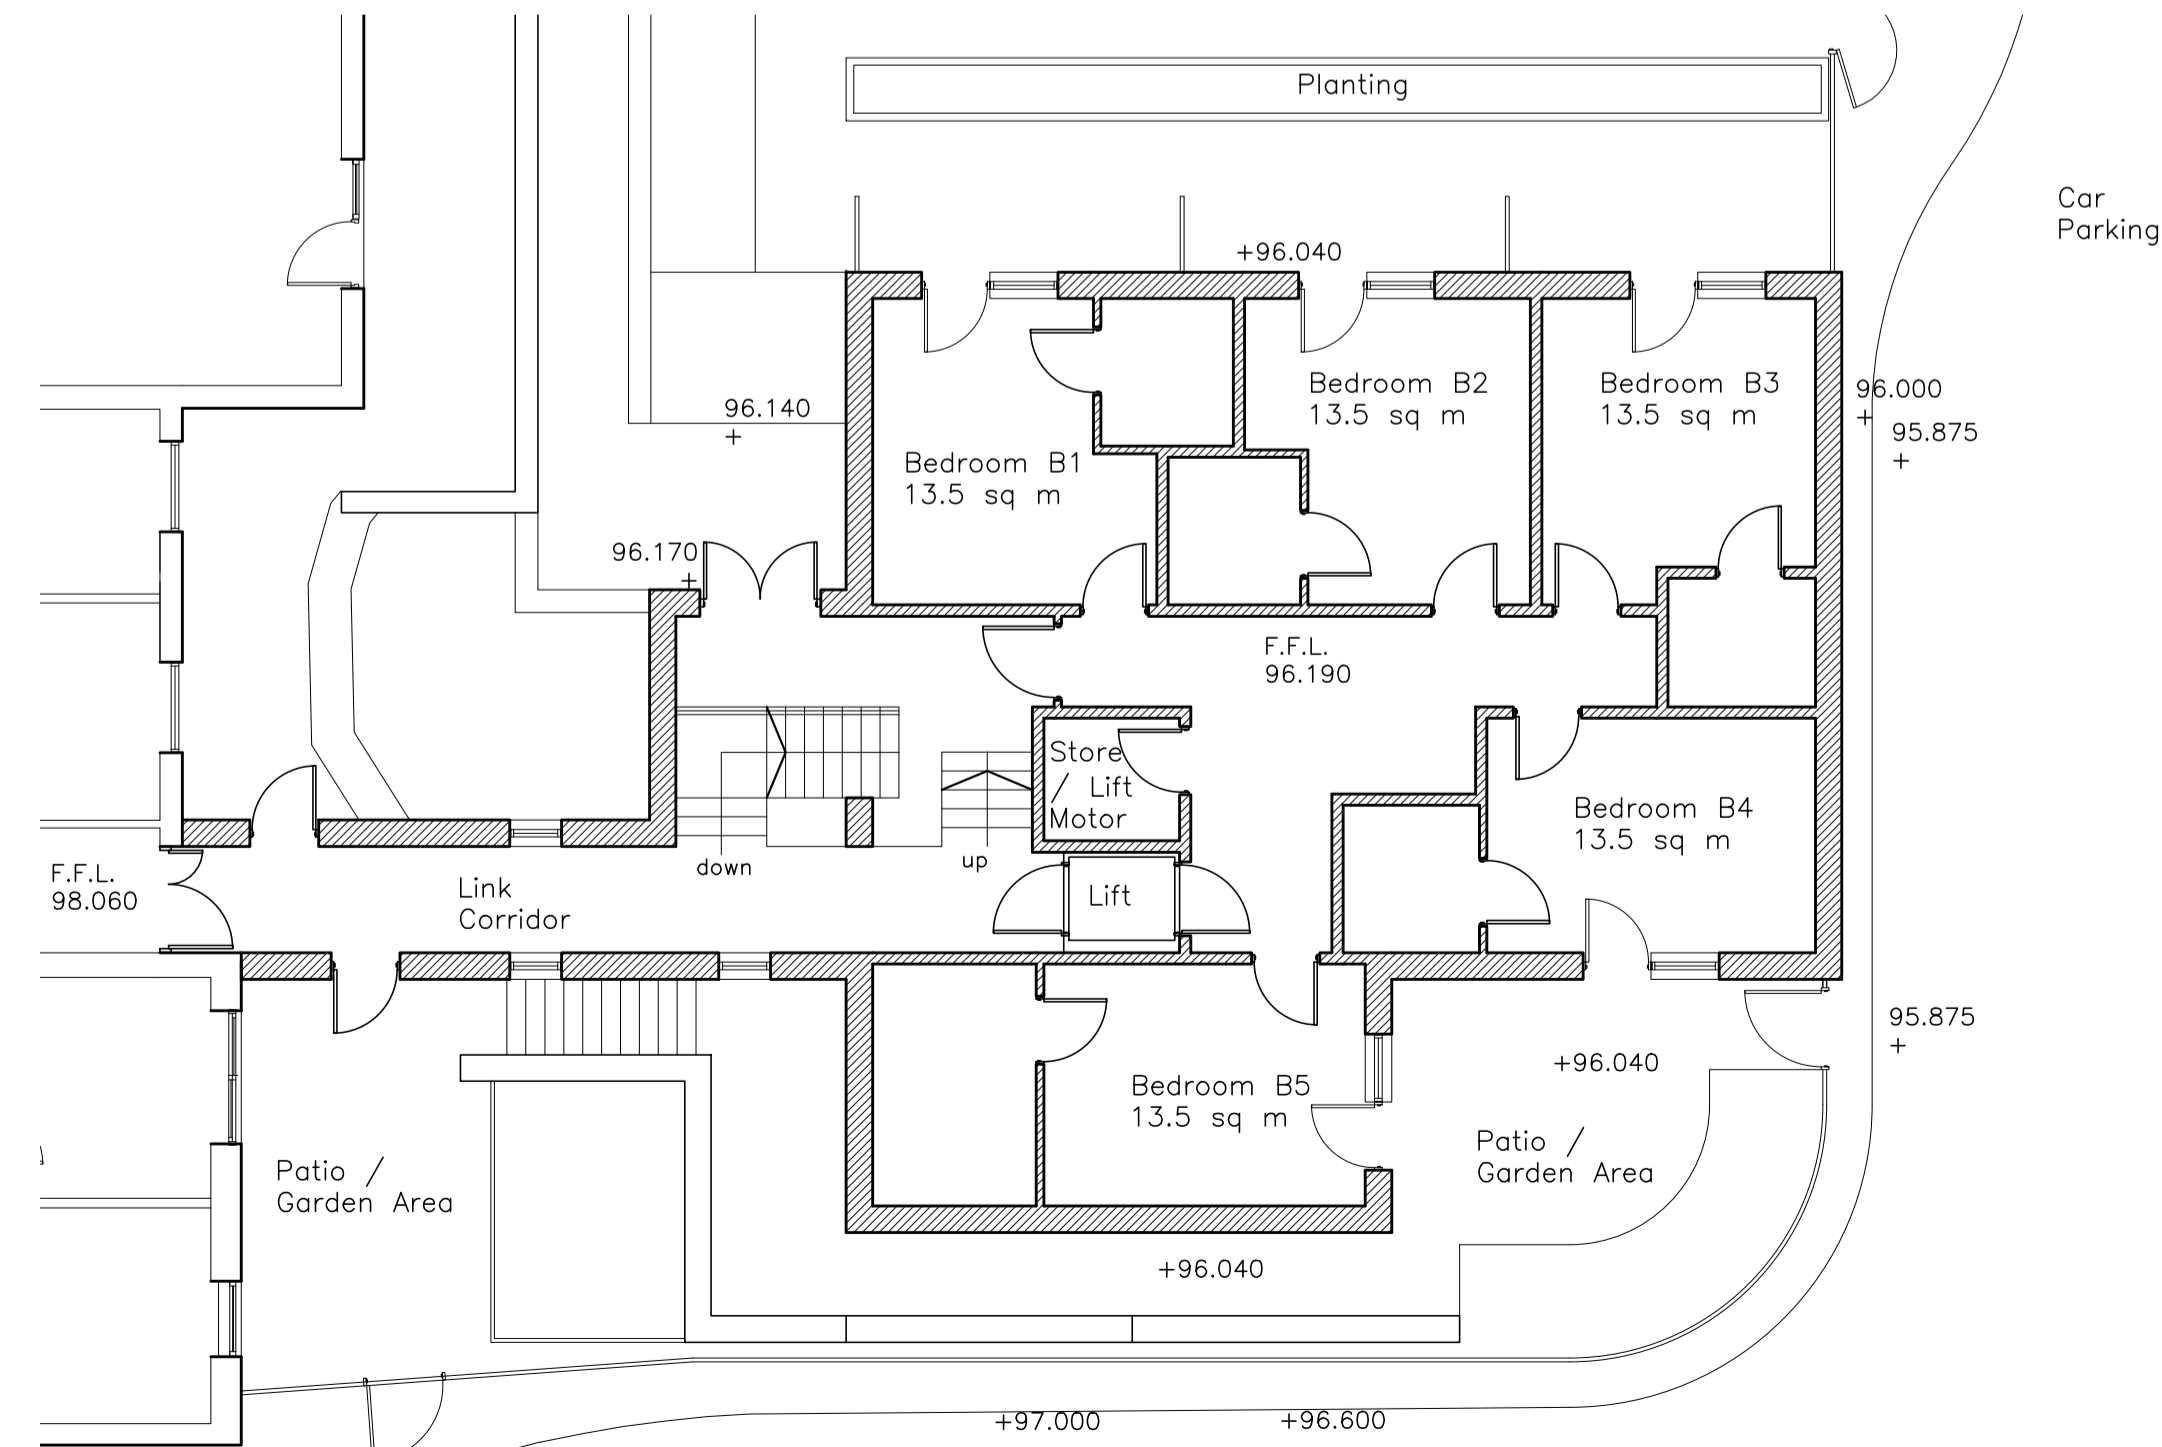 Planting
Car
Parking
+96.040
Bedroom B2
13.5 sq m
Bedroom B3
13.5 sq m
96.000
+
95.875
+
96.140
+
Bedroom B1
13.5 sq m
96.170
+
F.F.L.
96.190
Store
/ Lift
Motor
Bedroom B4
13.5 sq m
down
up
F.F.L.
98.060
Link
Corridor
Lift
95.875
+
+96.040
Bedroom B5
13.5 sq m
Patio /
Garden Area
Patio /
Garden Area
+96.040
+97.000
+96.600